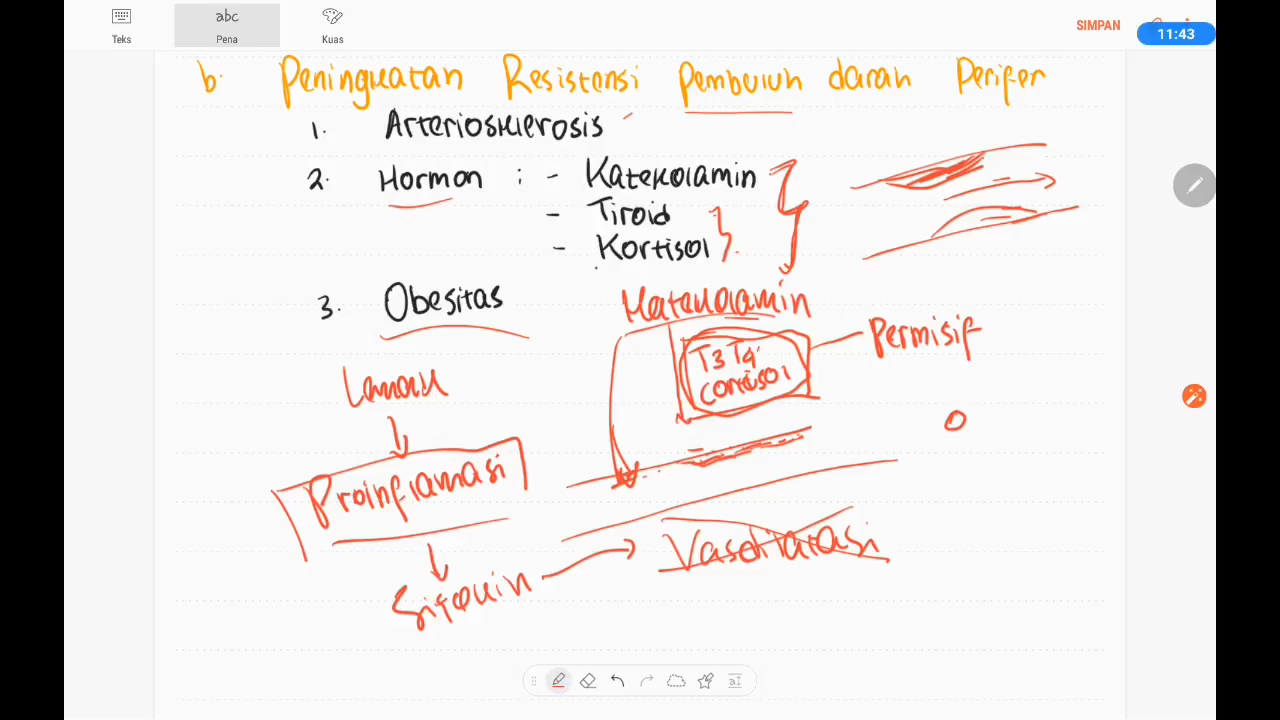 Teks
abc
Pena
Kuas
SIMPAN
11:43
b. Peningkatan Resistensi Pembuluh darah Perifer
1. Arteriosklerosis
2. Hormon : - Katekolamin
- Tiroid
- Kortisol
3. Obesitas
Katekolamin
T3 T4
Cortisol
Permisif
Lemak
Proinflamasi
Sitokin
Vasodilatasi